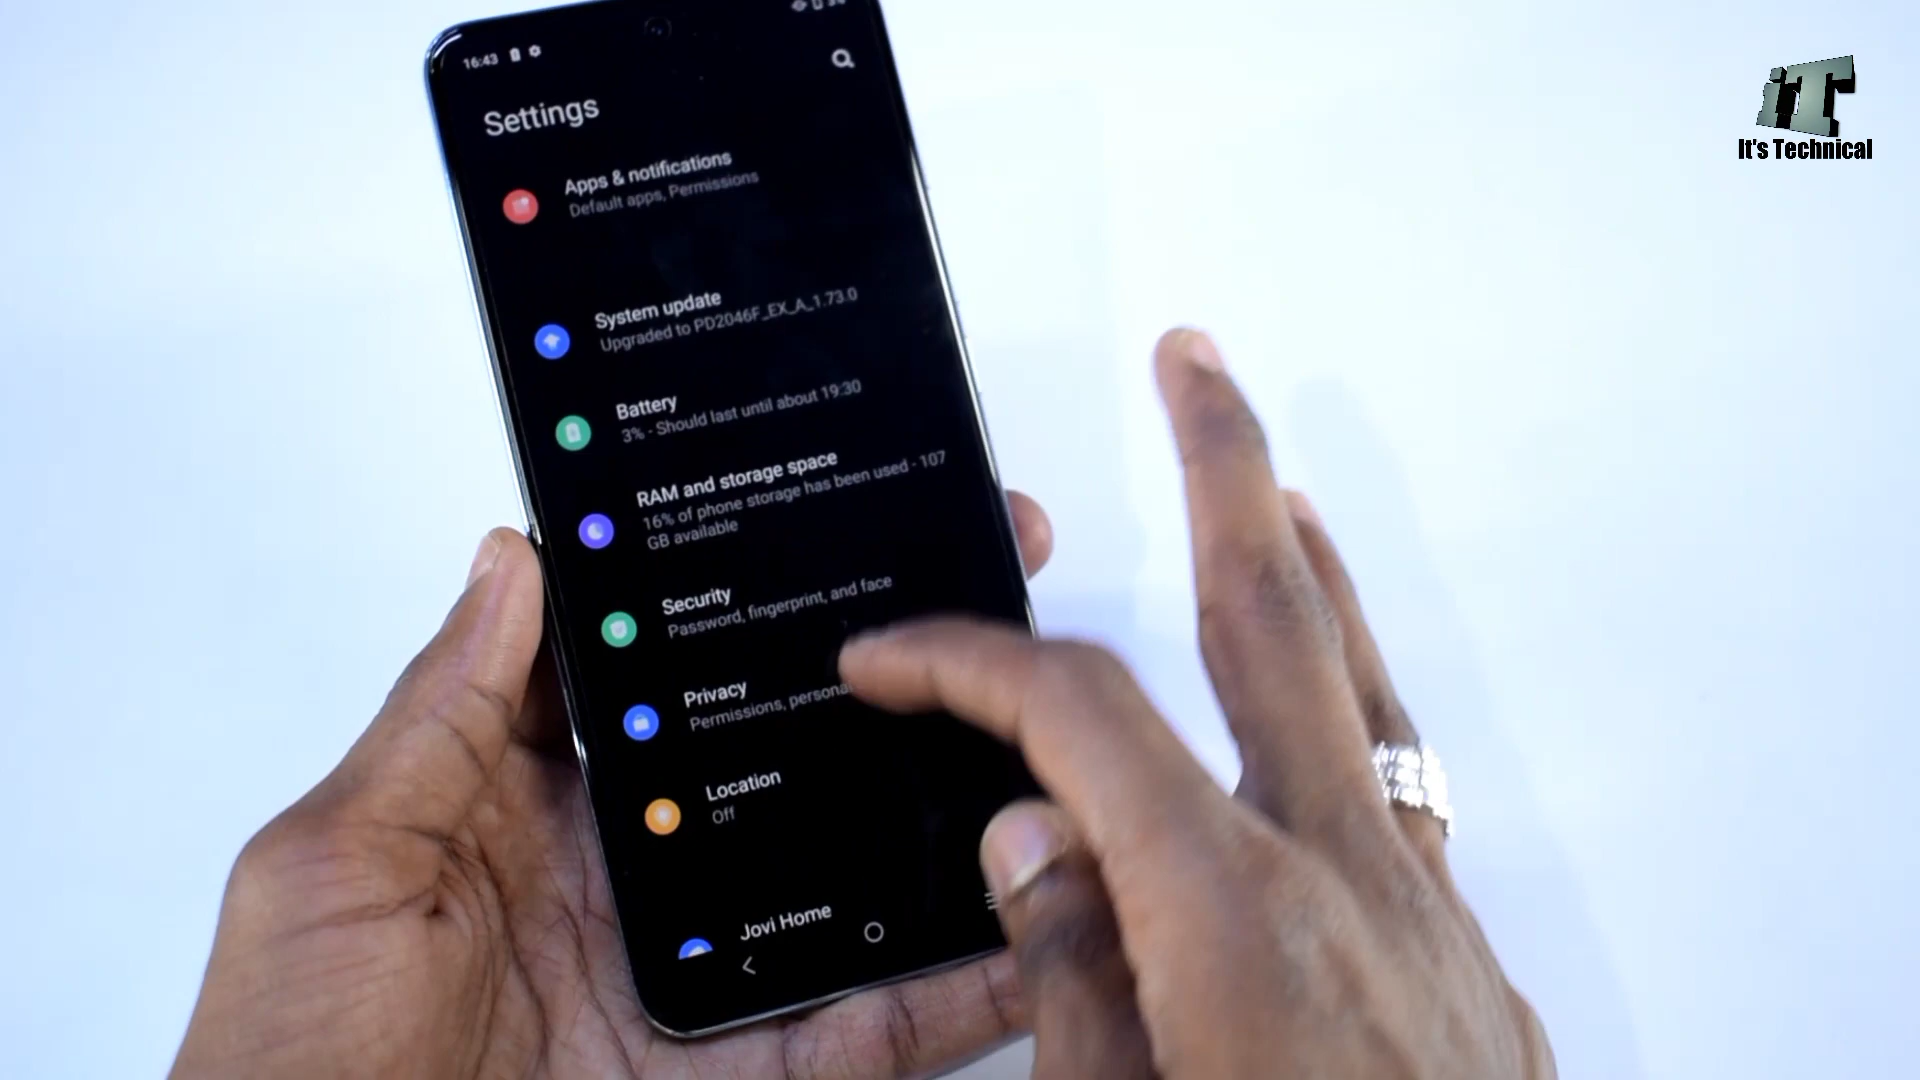 16:43
Settings
Apps & notifications
Default apps, Permissions
System update
Upgraded to PD2046F_EX_A_1.73.0
Battery
3% - Should last until about 19:30
RAM and storage space
16% of phone storage has been used - 107
GB available
Security
Password, fingerprint, and face
Privacy
Permissions,
Location
Off
Jovi Home
iT
It's Technical